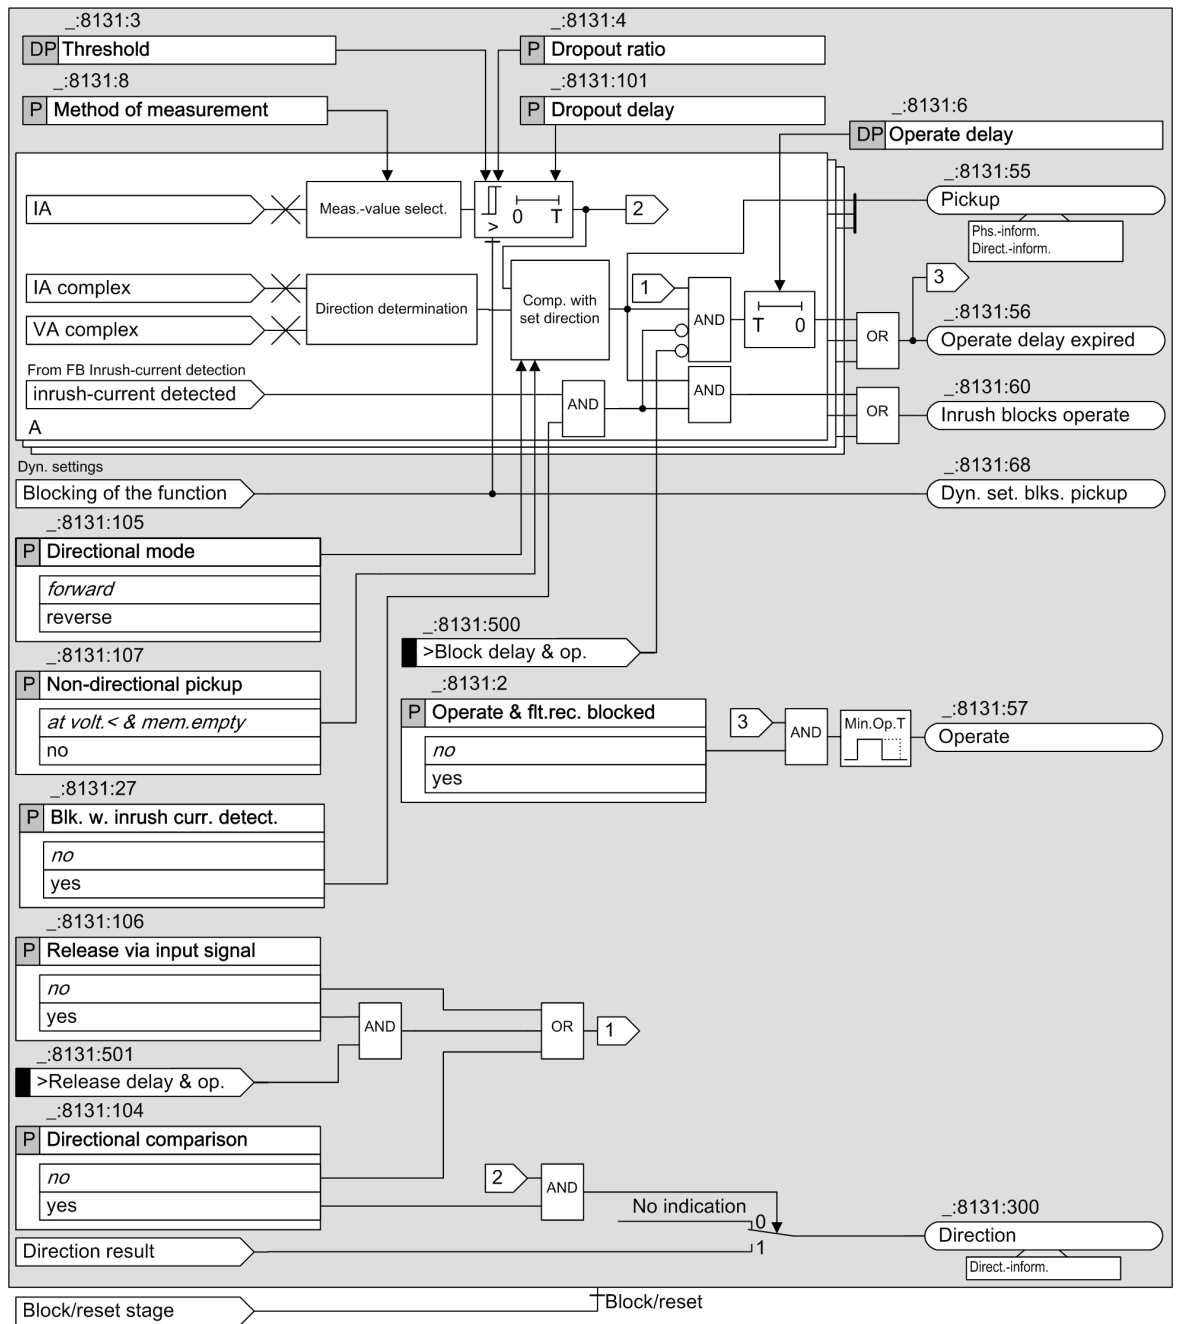 _:8131:3
DP Threshold
_:8131:4
P Dropout ratio
_:8131:8
P Method of measurement
_:8131:101
P Dropout delay
_:8131:6
DP Operate delay
_:8131:55
Pickup
Phs.-inform.
Direct.-inform.
IA
Meas.-value select.
>
0 T
2
IA complex
VA complex
Direction determination
Comp. with
set direction
1
AND
T 0
OR
3
_:8131:56
Operate delay expired
From FB Inrush-current detection
inrush-current detected
AND
AND
OR
_:8131:60
Inrush blocks operate
A
Dyn. settings
Blocking of the function
_:8131:68
Dyn. set. blks. pickup
_:8131:105
P Directional mode
forward
reverse
_:8131:500
>Block delay & op.
_:8131:107
P Non-directional pickup
at volt.< & mem.empty
no
_:8131:2
P Operate & flt.rec. blocked
no
yes
3
AND
Min.Op.T
_:8131:57
Operate
_:8131:27
P Blk. w. inrush curr. detect.
no
yes
_:8131:106
P Release via input signal
no
yes
AND
OR
1
_:8131:501
>Release delay & op.
_:8131:104
P Directional comparison
no
yes
2
AND
No indication
0
1
_:8131:300
Direction
Direct.-inform.
Direction result
Block/reset stage
Block/reset